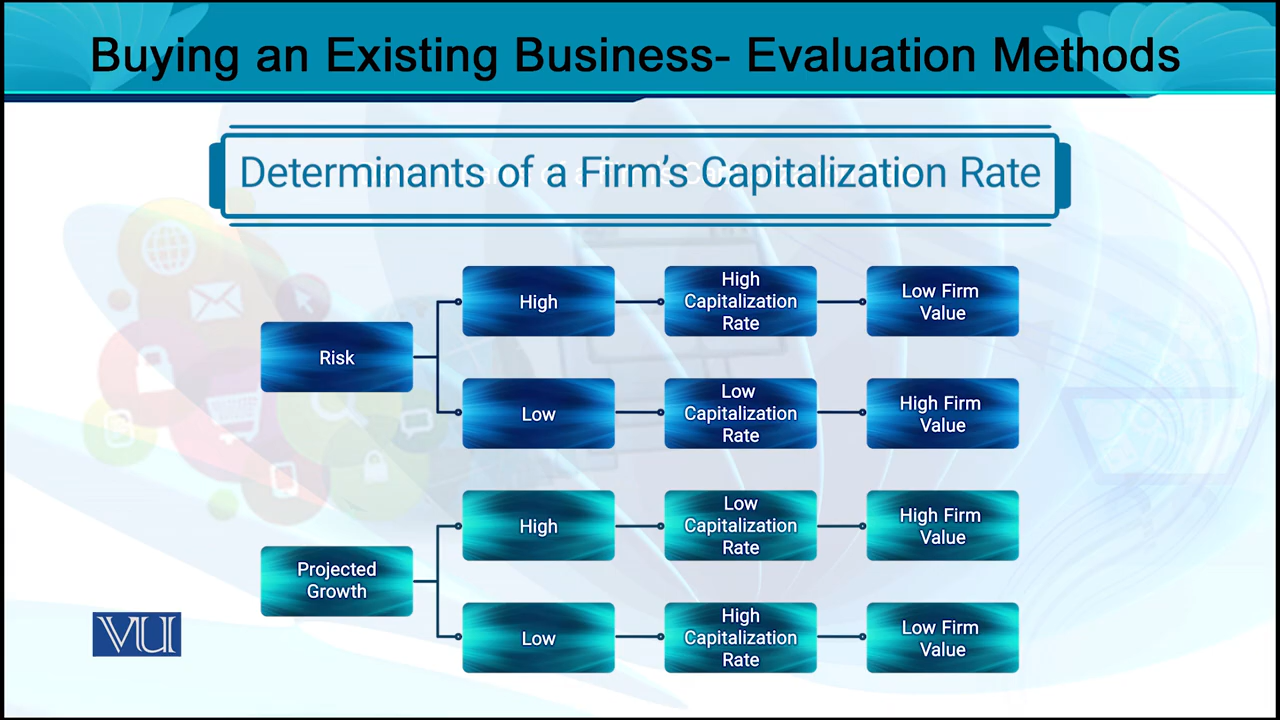 Buying an Existing Business- Evaluation Methods
Determinants of a Firm's Capitalization Rate
Risk
High
High
Capitalization
Rate
Low Firm
Value
Low
Low
Capitalization
Rate
High Firm
Value
Projected
Growth
High
Low
Capitalization
Rate
High Firm
Value
Low
High
Capitalization
Rate
Low Firm
Value
VU